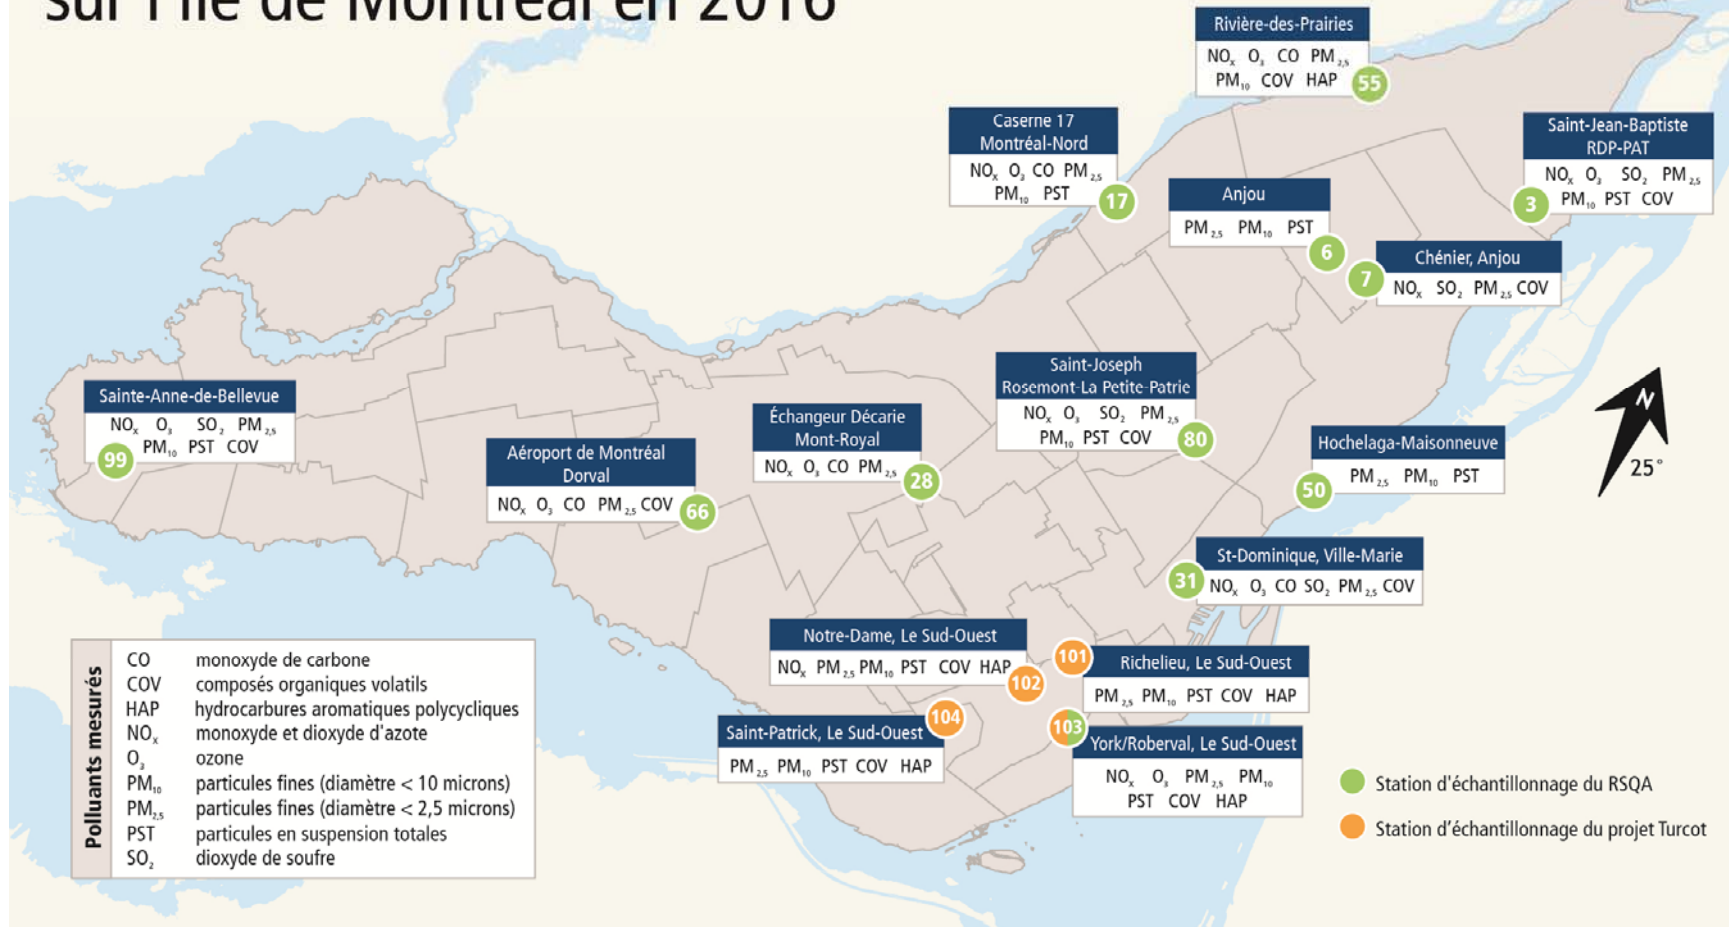 sur l'île de Montréal en 2016
Rivière-des-Prairies
NOₓ O₃ CO PM₂,₅
PM₁₀ COV HAP
55
Caserne 17
Montréal-Nord
NOₓ O₃ CO PM₂,₅
PM₁₀ PST
17
Saint-Jean-Baptiste
RDP-PAT
NOₓ O₃ SO₂ PM₂,₅
PM₁₀ PST COV
3
Anjou
PM₂,₅ PM₁₀ PST
6
Chénier, Anjou
NOₓ SO₂ PM₂,₅ COV
7
Saint-Joseph
Rosemont-La Petite-Patrie
NOₓ O₃ SO₂ PM₂,₅
PM₁₀ PST COV
80
Sainte-Anne-de-Bellevue
NOₓ O₃ SO₂ PM₂,₅
PM₁₀ PST COV
99
Échangeur Décarie
Mont-Royal
NOₓ O₃ CO PM₂,₅
28
Aéroport de Montréal
Dorval
NOₓ O₃ CO PM₂,₅ COV
66
Hochelaga-Maisonneuve
PM₂,₅ PM₁₀ PST
50
N
25°
St-Dominique, Ville-Marie
NOₓ O₃ CO SO₂ PM₂,₅ COV
31
Notre-Dame, Le Sud-Ouest
NOₓ PM₂,₅ PM₁₀ PST COV HAP
102
101
Richelieu, Le Sud-Ouest
PM₂,₅ PM₁₀ PST COV HAP
104
Saint-Patrick, Le Sud-Ouest
PM₂,₅ PM₁₀ PST COV HAP
103
York/Roberval, Le Sud-Ouest
NOₓ O₃ PM₂,₅ PM₁₀
PST COV HAP
Polluants mesurés
CO monoxyde de carbone
COV composés organiques volatils
HAP hydrocarbures aromatiques polycycliques
NOₓ monoxyde et dioxyde d'azote
O₃ ozone
PM₁₀ particules fines (diamètre < 10 microns)
PM₂,₅ particules fines (diamètre < 2,5 microns)
PST particules en suspension totales
SO₂ dioxyde de soufre
Station d'échantillonnage du RSQA
Station d'échantillonnage du projet Turcot